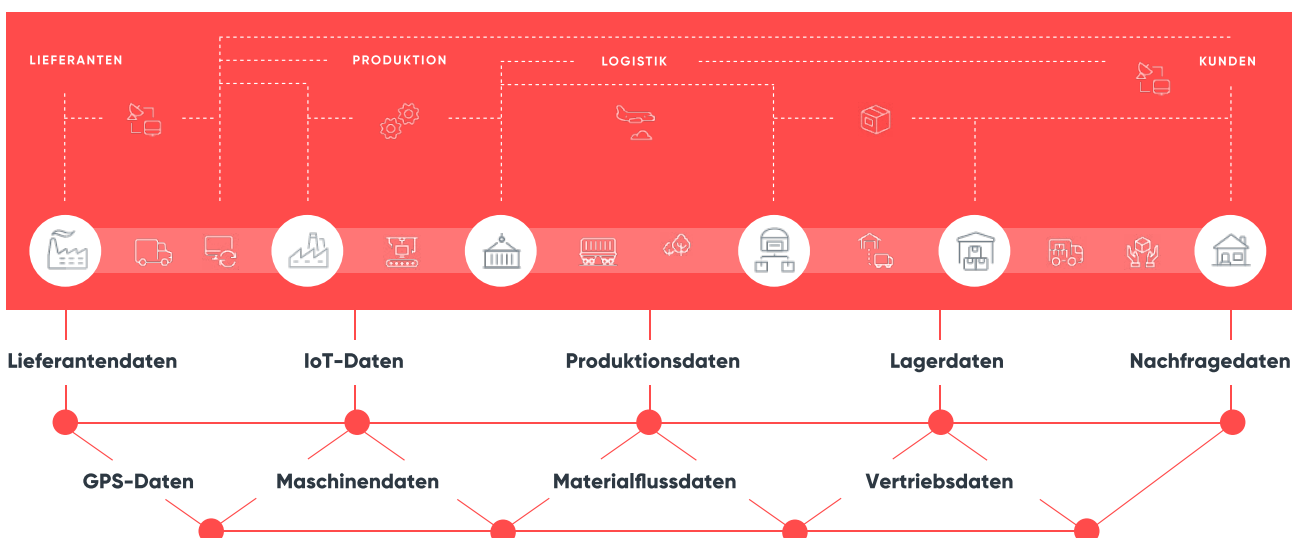 LIEFERANTEN
PRODUKTION
LOGISTIK
KUNDEN
Lieferantendaten
IoT-Daten
Produktionsdaten
Lagerdaten
Nachfragedaten
GPS-Daten
Maschinendaten
Materialflussdaten
Vertriebsdaten